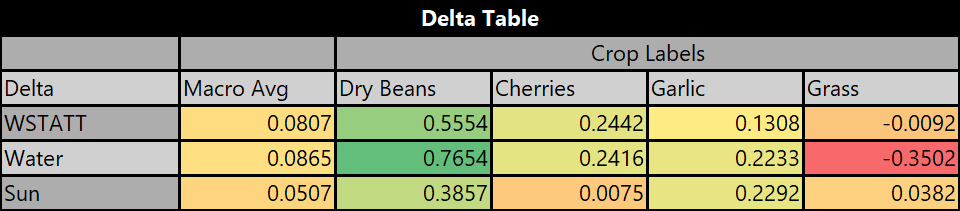 Delta Table
Crop Labels
Delta Macro Avg Dry Beans Cherries Garlic Grass
WSTATT 0.0807 0.5554 0.2442 0.1308 -0.0092
Water 0.0865 0.7654 0.2416 0.2233 -0.3502
Sun 0.0507 0.3857 0.0075 0.2292 0.0382